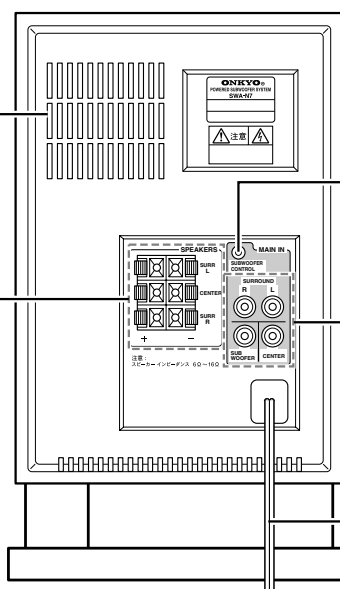 ONKYO®
POWERED SUBWOOFER SYSTEM
SWA-N7
注意
SPEAKERS
SURR
L
CENTER
SURR
R
+ −
注意 :
スピーカーインピーダンス 6Ω〜16Ω
MAIN IN
SUBWOOFER
CONTROL
SURROUND
R L
SUB
WOOFER
CENTER